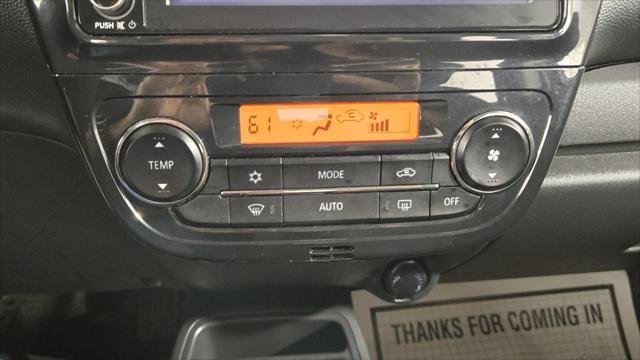 PUSH
61
TEMP
MODE
AUTO
OFF
THANKS FOR COMING IN